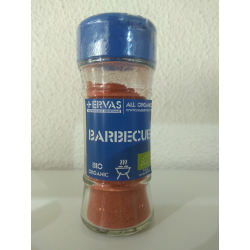 +ERVAS
ALL ORGANIC
BARBECUE
BIO
ORGANIC